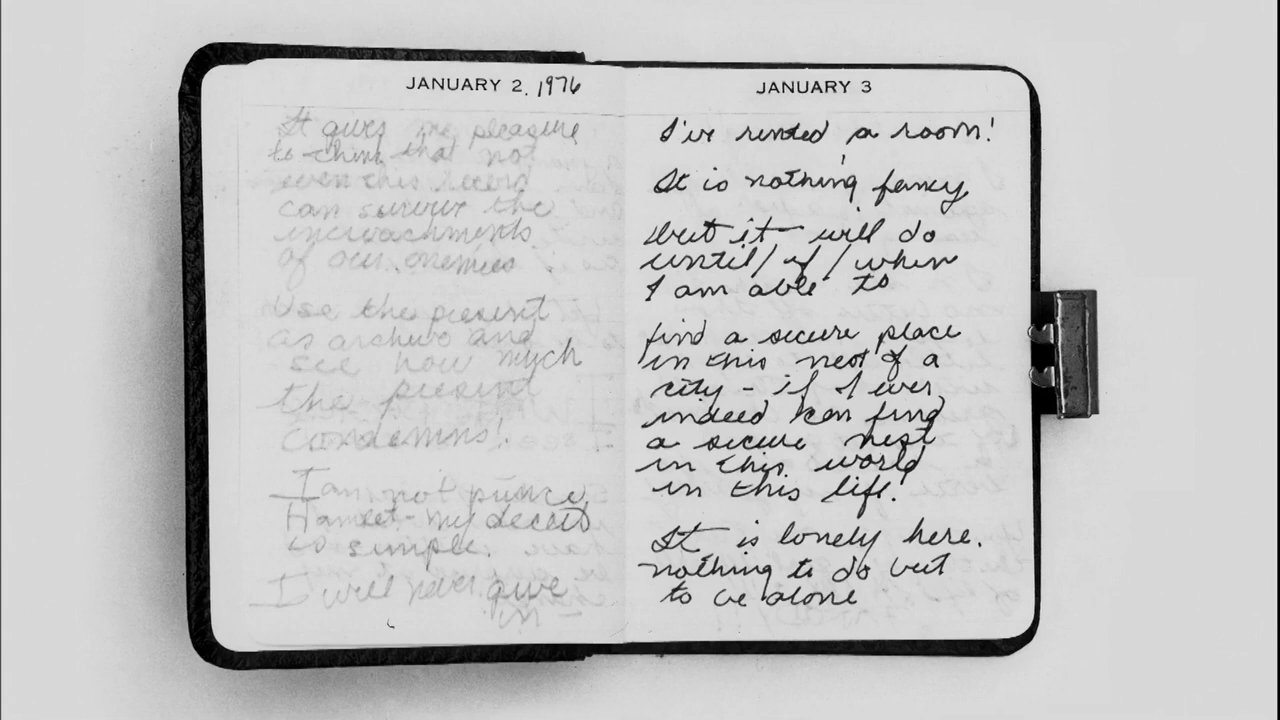 JANUARY 2, 1976
It gives me pleasure
to think that not
even this record
can survive the
encroachments
of our enemies.
Use the present
as archive and
see how much
the present
condemns!
I am not prince
Hamlet - my deceits
is simple.
I will never give
in -
JANUARY 3
I've rented a room!
It is nothing fancy
But it will do
until/if/when
I am able to
find a secure place
in this nest of a
city - if I ever
indeed can find
a secure nest
in this world
in this life.
It is lonely here.
nothing to do but
to be alone